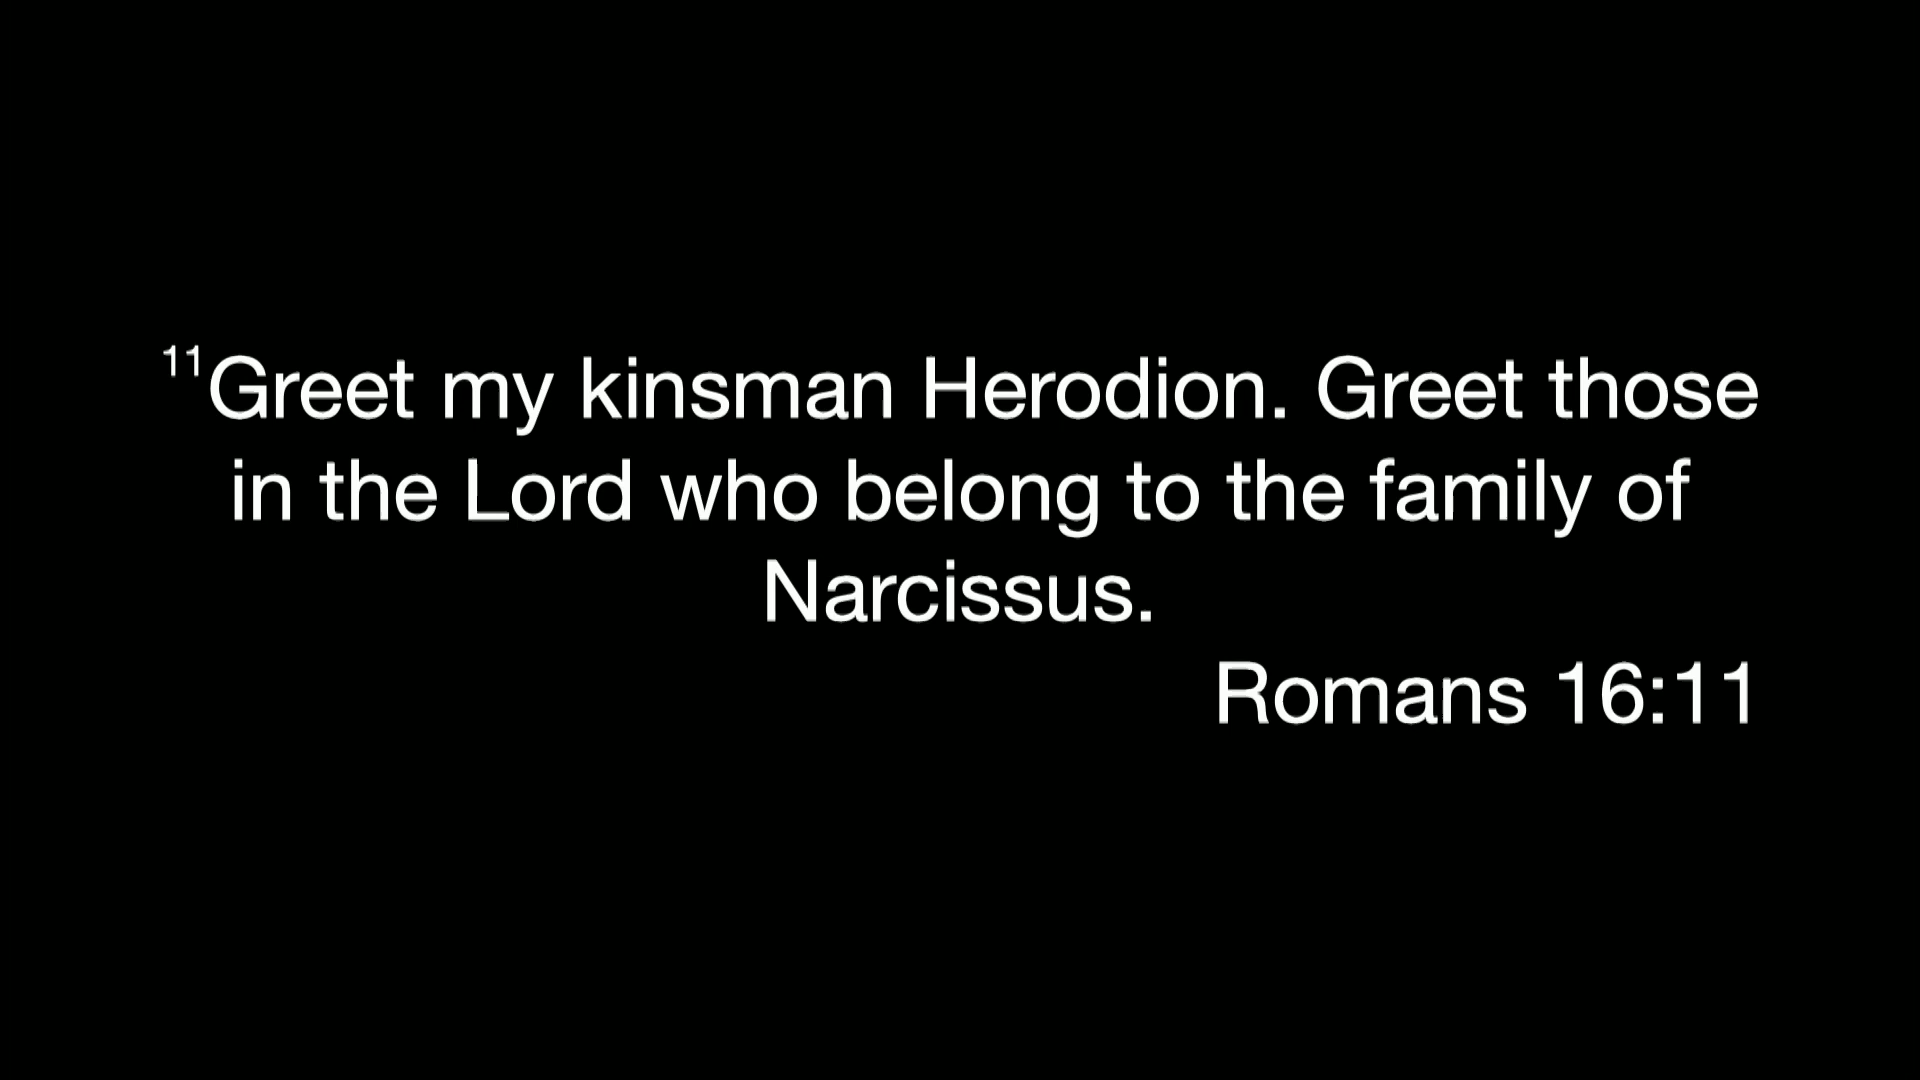 ¹¹Greet my kinsman Herodion. Greet those
in the Lord who belong to the family of
Narcissus.
Romans 16:11